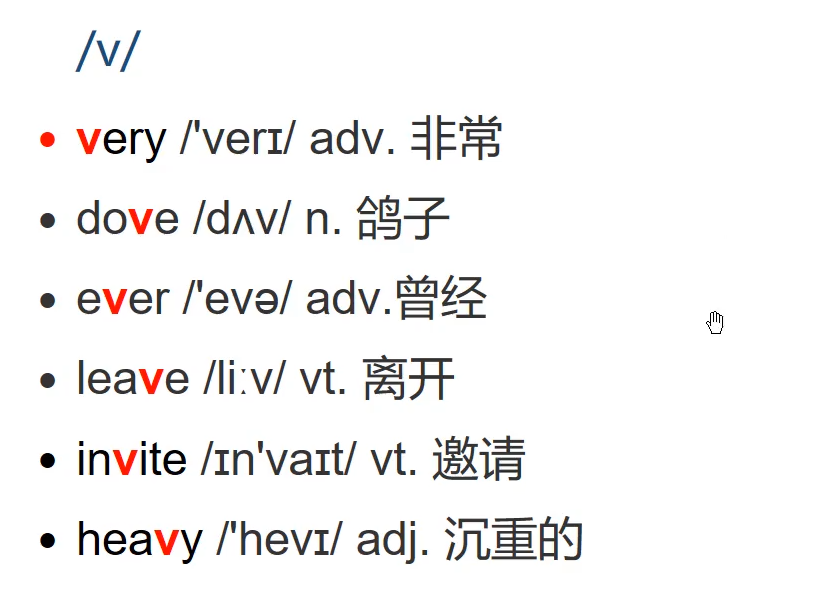 /v/
• very /'verɪ/ adv. 非常
• dove /dʌv/ n. 鸽子
• ever /'evə/ adv.曾经
• leave /liːv/ vt. 离开
• invite /ɪn'vaɪt/ vt. 邀请
• heavy /'hevɪ/ adj. 沉重的